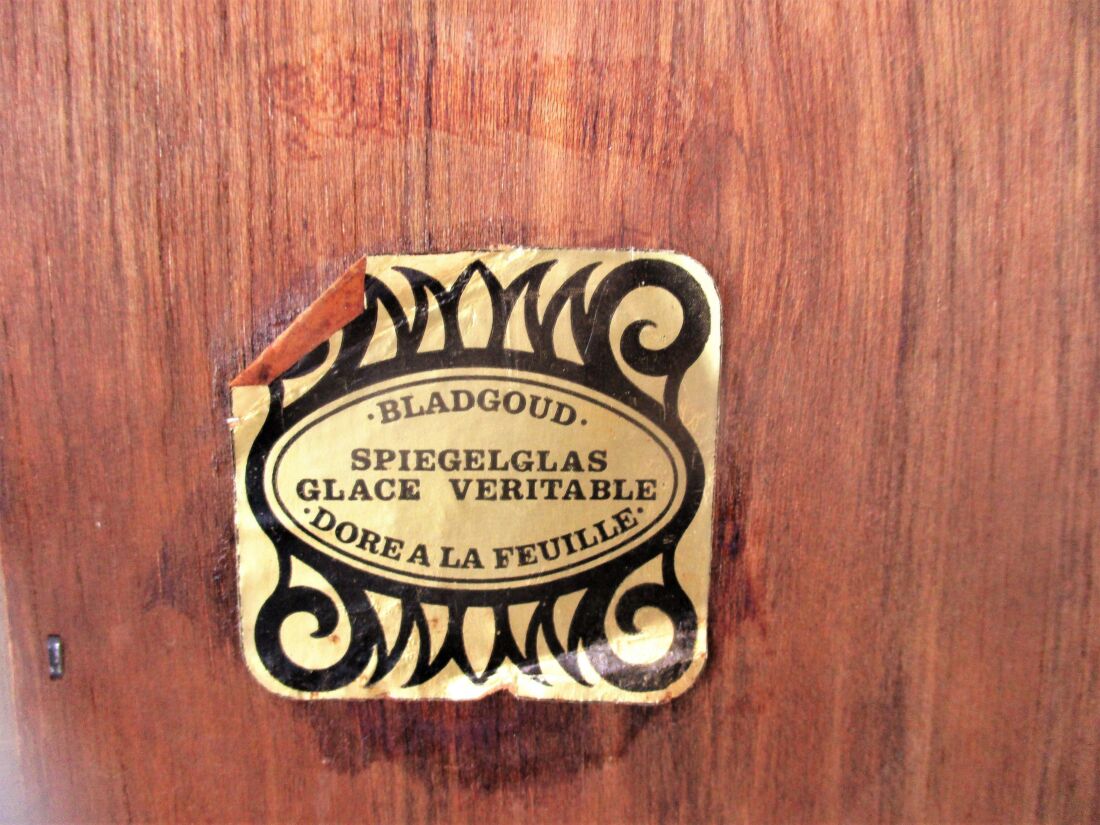 ·BLADGOUD·
SPIEGELGLAS
GLACE VERITABLE
·DORE A LA FEUILLE·